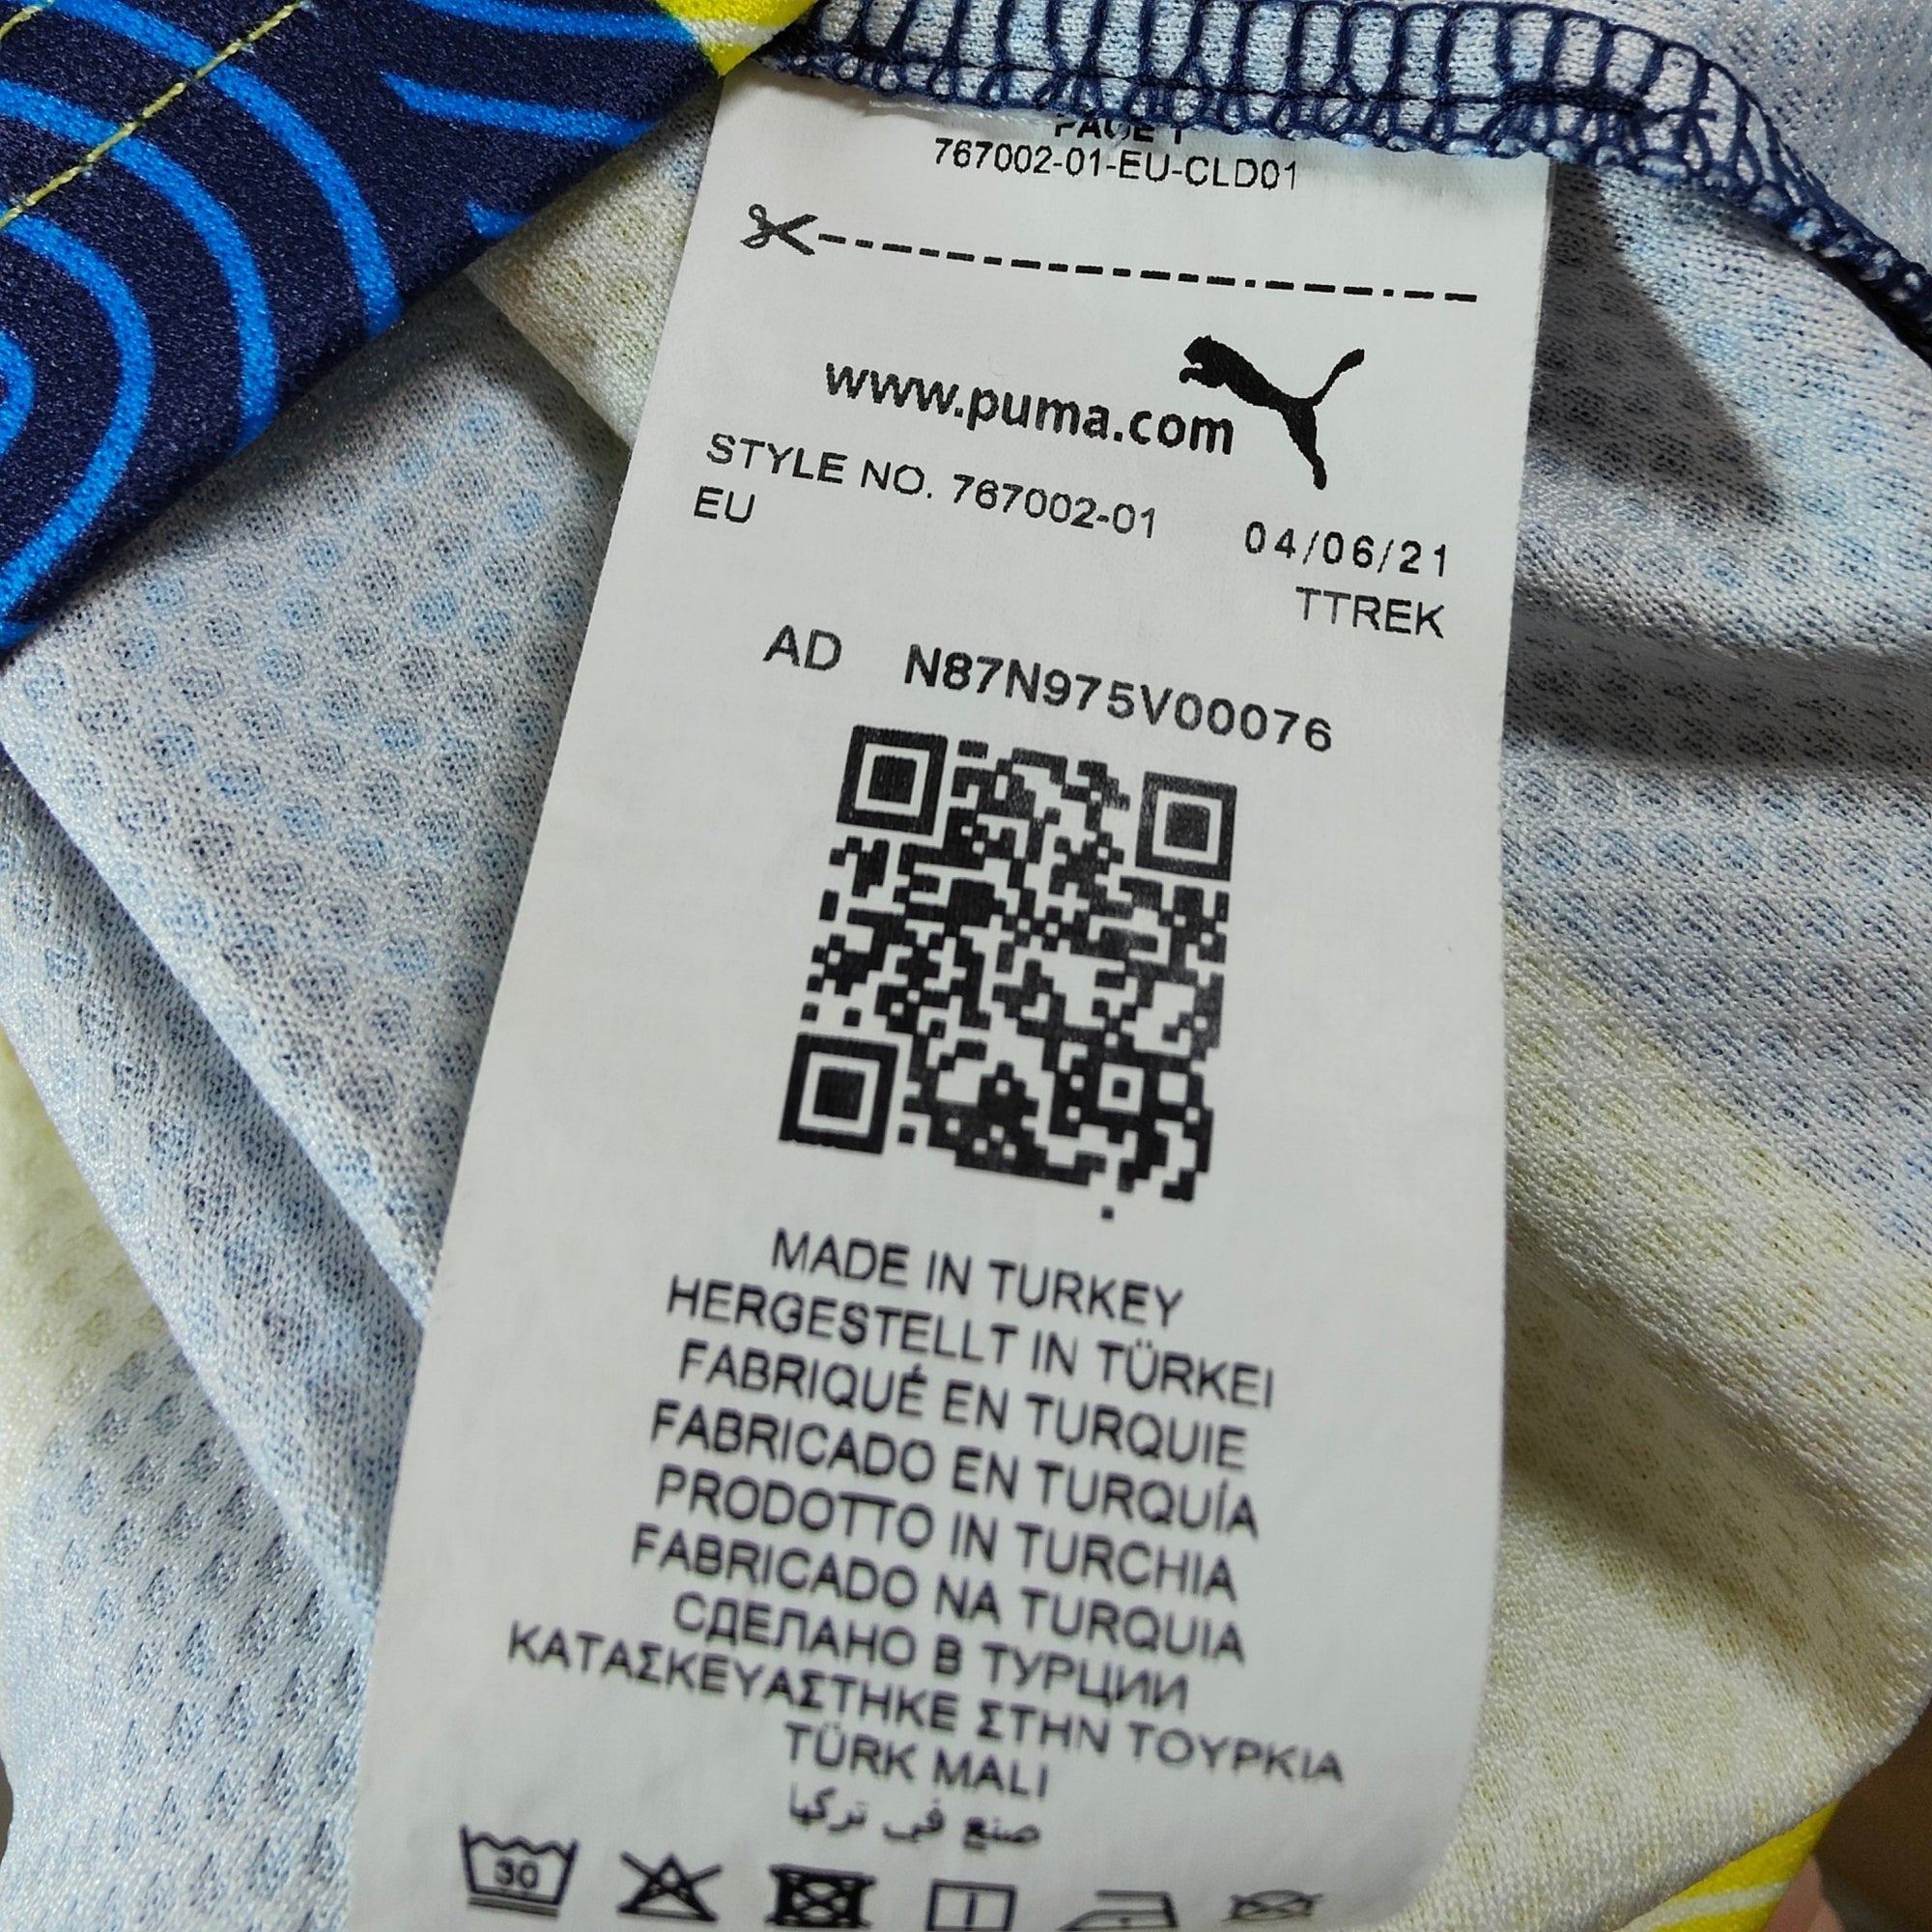 PAGE 1
767002-01-EU-CLD01
www.puma.com
STYLE NO. 767002-01 04/06/21
EU TTREK
AD N87N975V00076
MADE IN TURKEY
HERGESTELLT IN TÜRKEI
FABRIQUÉ EN TURQUIE
FABRICADO EN TURQUÍA
PRODOTTO IN TURCHIA
FABRICADO NA TURQUIA
СДЕЛАНО В ТУРЦИИ
ΚΑΤΑΣΚΕΥΑΣΤΗΚΕ ΣΤΗΝ ΤΟΥΡΚΙΑ
TÜRK MALI
صنع في تركيا
30